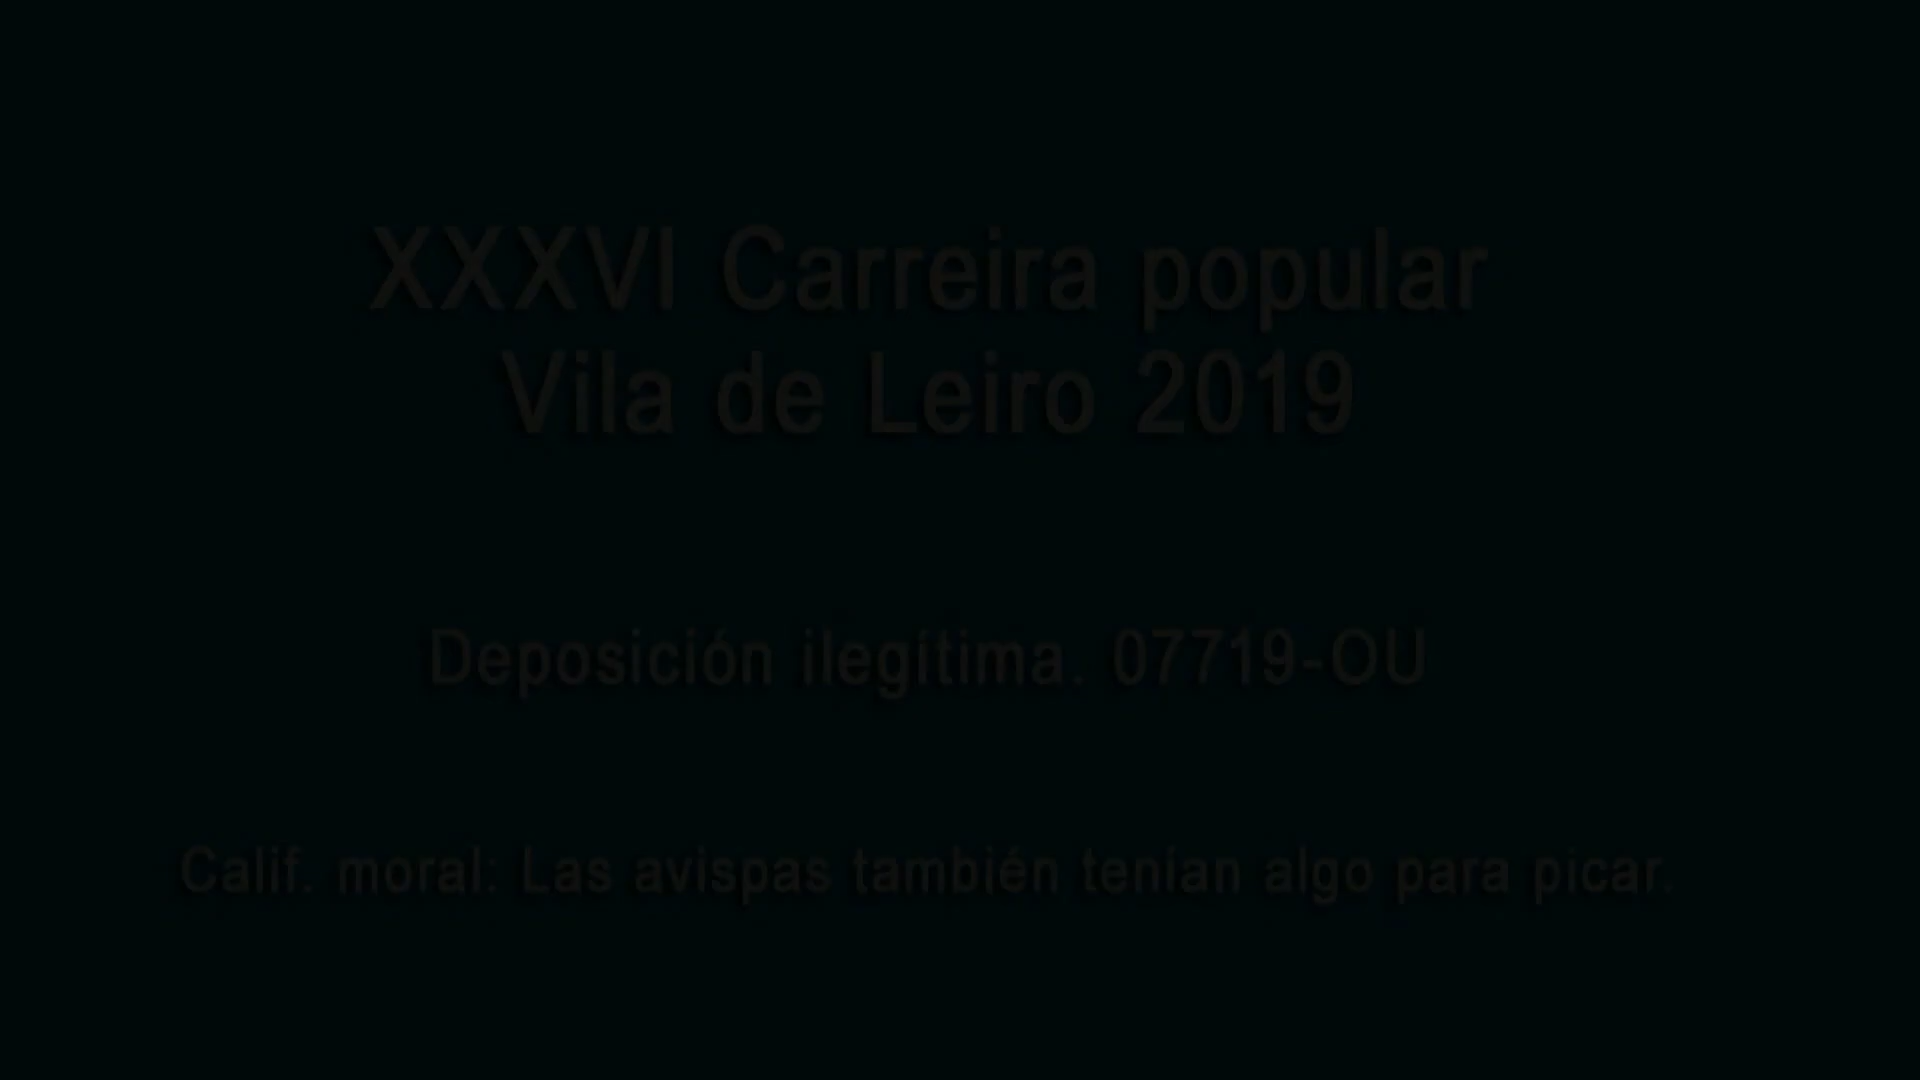 XXXVI Carreira popular
Vila de Leiro 2019
Deposición ilegítima. 07719-OU
Calif. moral: Las avispas también tenían algo para picar.